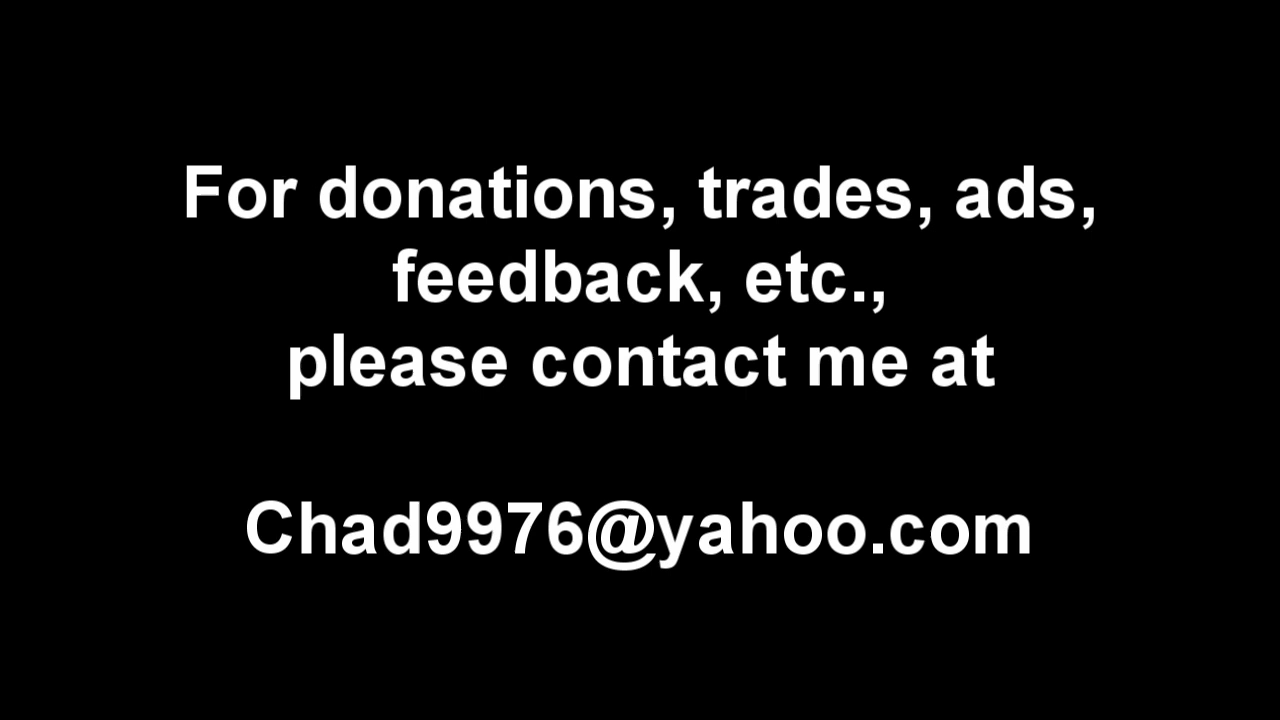 For donations, trades, ads,
feedback, etc.,
please contact me at
Chad9976@yahoo.com